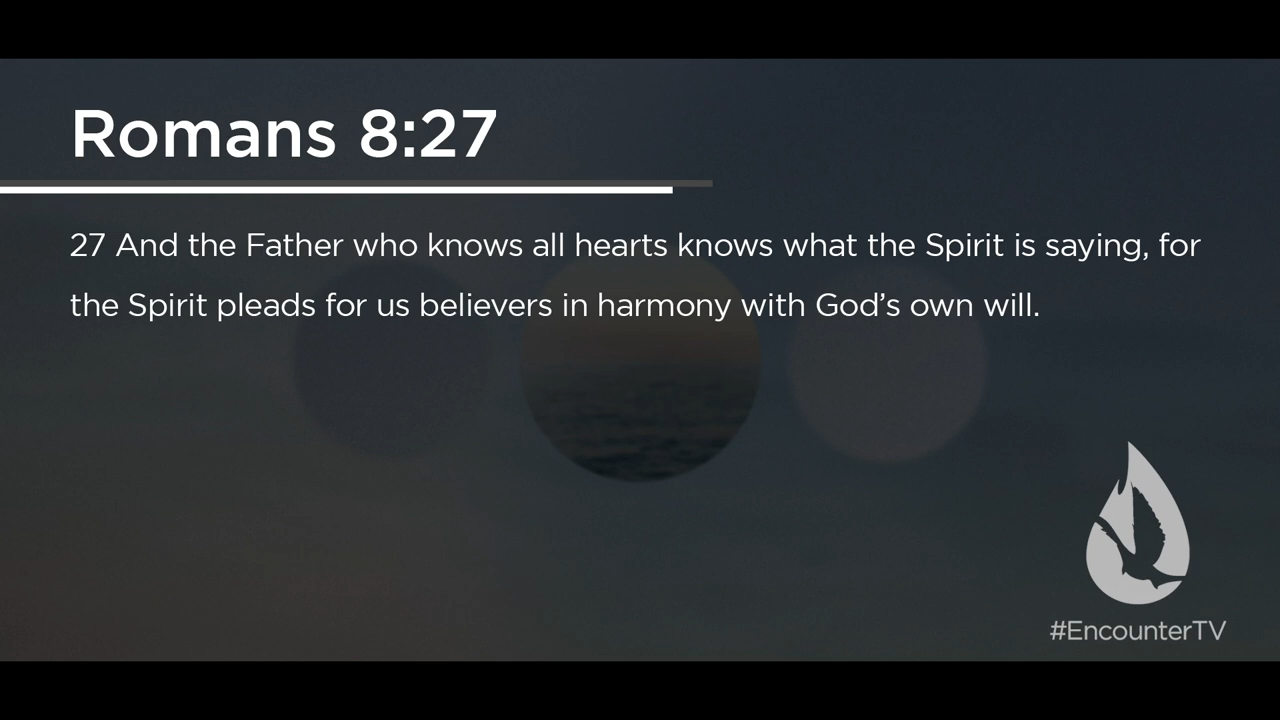 Romans 8:27
27 And the Father who knows all hearts knows what the Spirit is saying, for
the Spirit pleads for us believers in harmony with God’s own will.
#EncounterTV